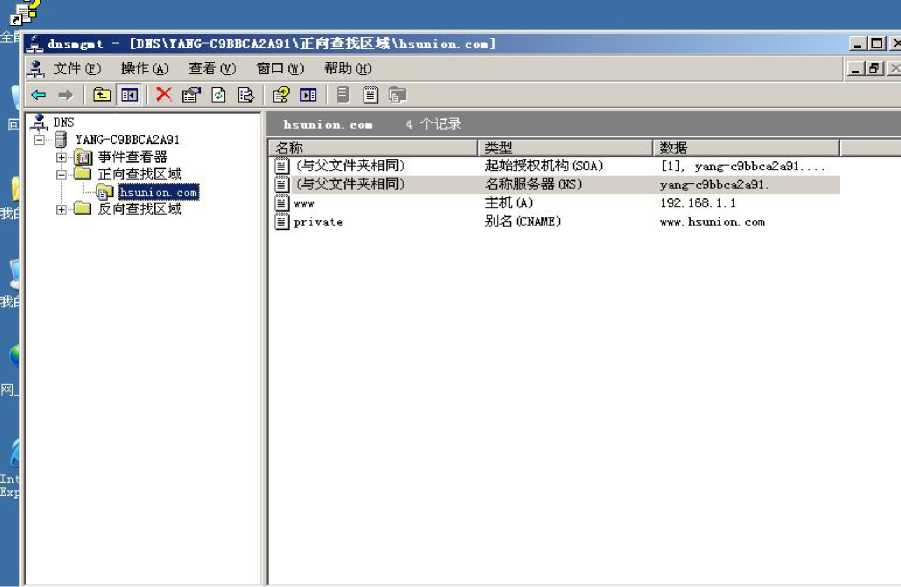 dnsmgmt - [DNS\YANG-C9BBCA2A91\正向查找区域\hsunion.com]
文件(F) 操作(A) 查看(V) 窗口(W) 帮助(H)
DNS
YANG-C9BBCA2A91
事件查看器
正向查找区域
hsunion.com
反向查找区域
hsunion.com 4 个记录
名称 类型 数据
(与父文件夹相同) 起始授权机构(SOA) [1], yang-c9bbca2a91....
(与父文件夹相同) 名称服务器(NS) yang-c9bbca2a91.
www 主机(A) 192.168.1.1
private 别名(CNAME) www.hsunion.com
我的
我的
网_
Int
Exp